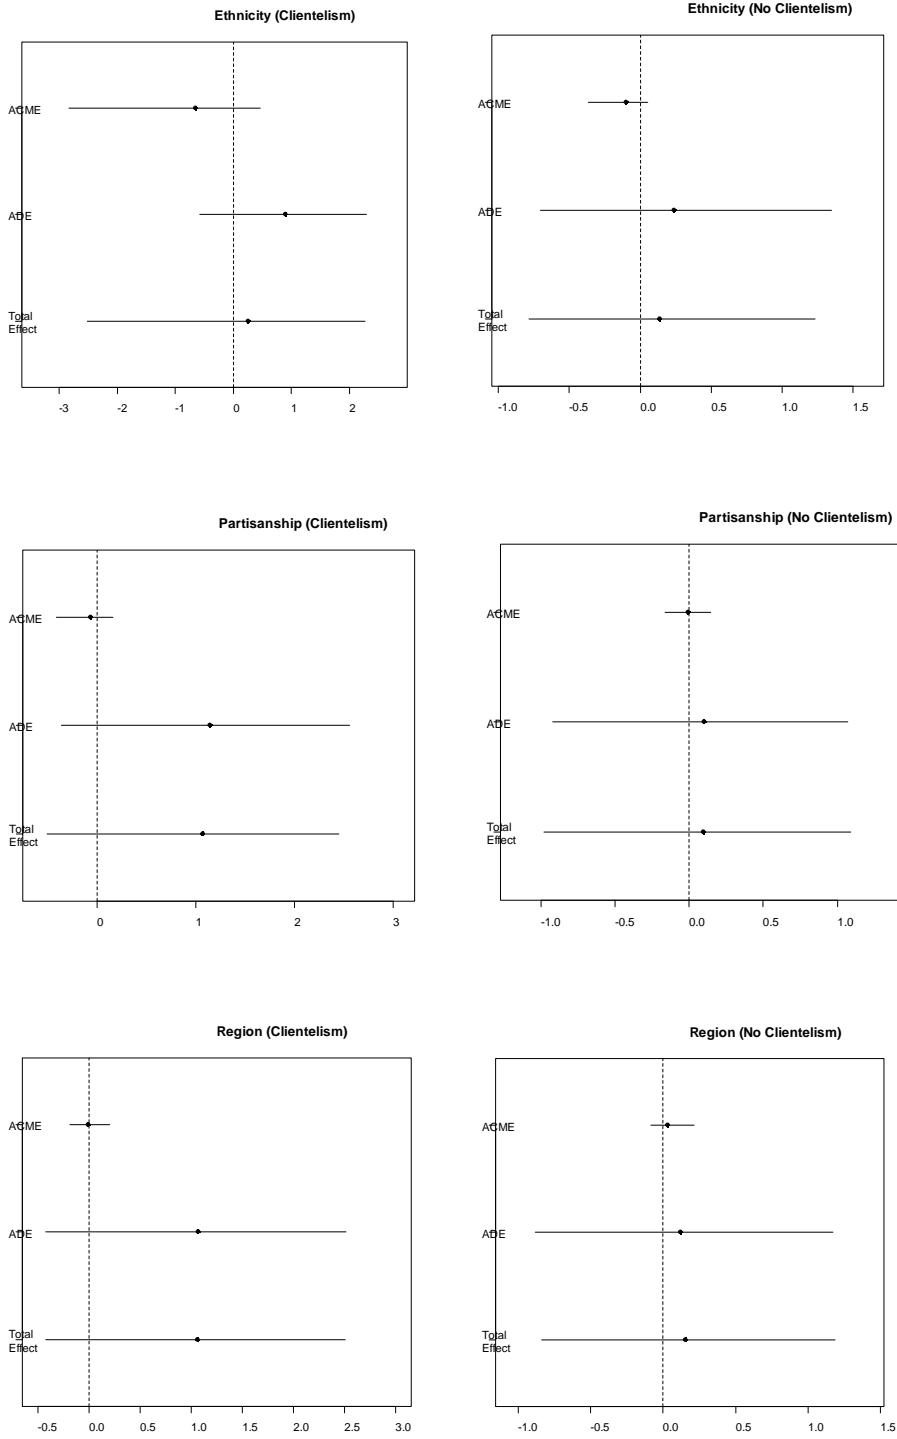 Ethnicity (Clientelism)
ACME
ADE
Total
Effect
-3 -2 -1 0 1 2
Ethnicity (No Clientelism)
ACME
ADE
Total
Effect
-1.0 -0.5 0.0 0.5 1.0 1.5
Partisanship (Clientelism)
ACME
ADE
Total
Effect
0 1 2 3
Partisanship (No Clientelism)
ACME
ADE
Total
Effect
-1.0 -0.5 0.0 0.5 1.0
Region (Clientelism)
ACME
ADE
Total
Effect
-0.5 0.0 0.5 1.0 1.5 2.0 2.5 3.0
Region (No Clientelism)
ACME
ADE
Total
Effect
-1.0 -0.5 0.0 0.5 1.0 1.5